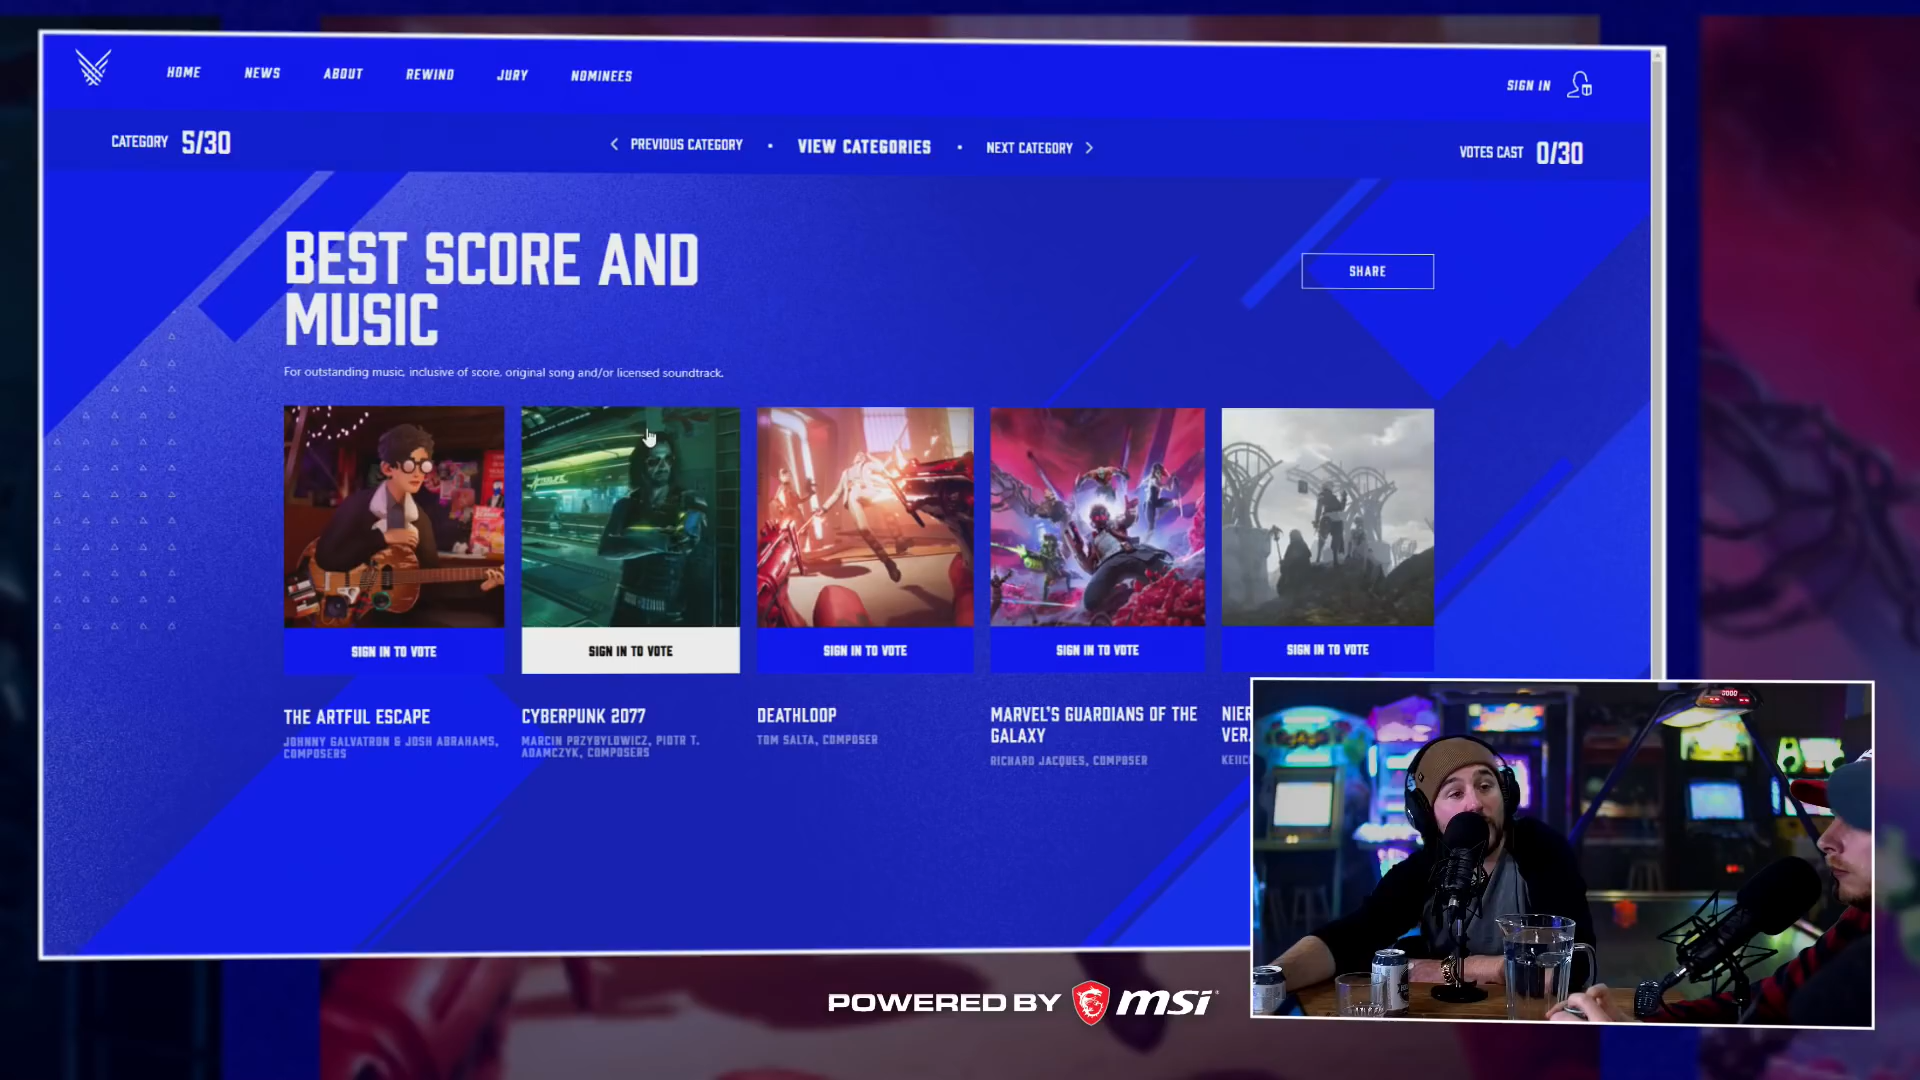 HOME NEWS ABOUT REWIND JURY NOMINEES
SIGN IN
CATEGORY 5/30
PREVIOUS CATEGORY • VIEW CATEGORIES • NEXT CATEGORY
VOTES CAST 0/30
BEST SCORE AND
MUSIC
SHARE
For outstanding music, inclusive of score, original song and/or licensed soundtrack.
SIGN IN TO VOTE
SIGN IN TO VOTE
SIGN IN TO VOTE
SIGN IN TO VOTE
SIGN IN TO VOTE
THE ARTFUL ESCAPE
JOHNNY GALVATRON & JOSH ABRAHAMS,
COMPOSERS
CYBERPUNK 2077
MARCIN PRZYBYŁOWICZ, PIOTR T.
ADAMCZYK, COMPOSERS
DEATHLOOP
TOM SALTA, COMPOSER
MARVEL'S GUARDIANS OF THE
GALAXY
RICHARD JACQUES, COMPOSER
NIER
VER.
POWERED BY msi